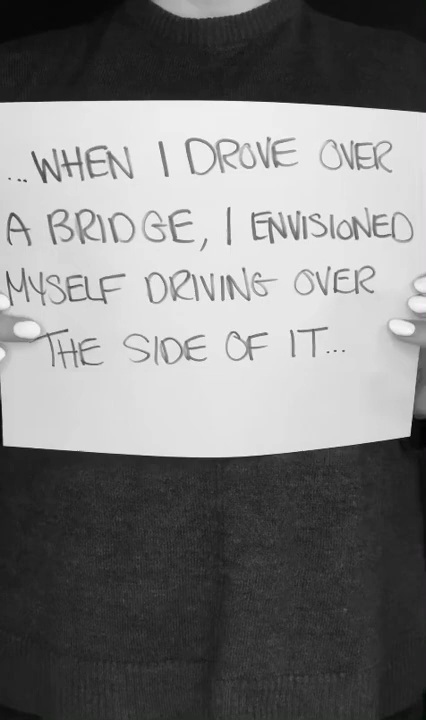 ...WHEN I DROVE OVER
A BRIDGE, I ENVISIONED
MYSELF DRIVING OVER
THE SIDE OF IT...